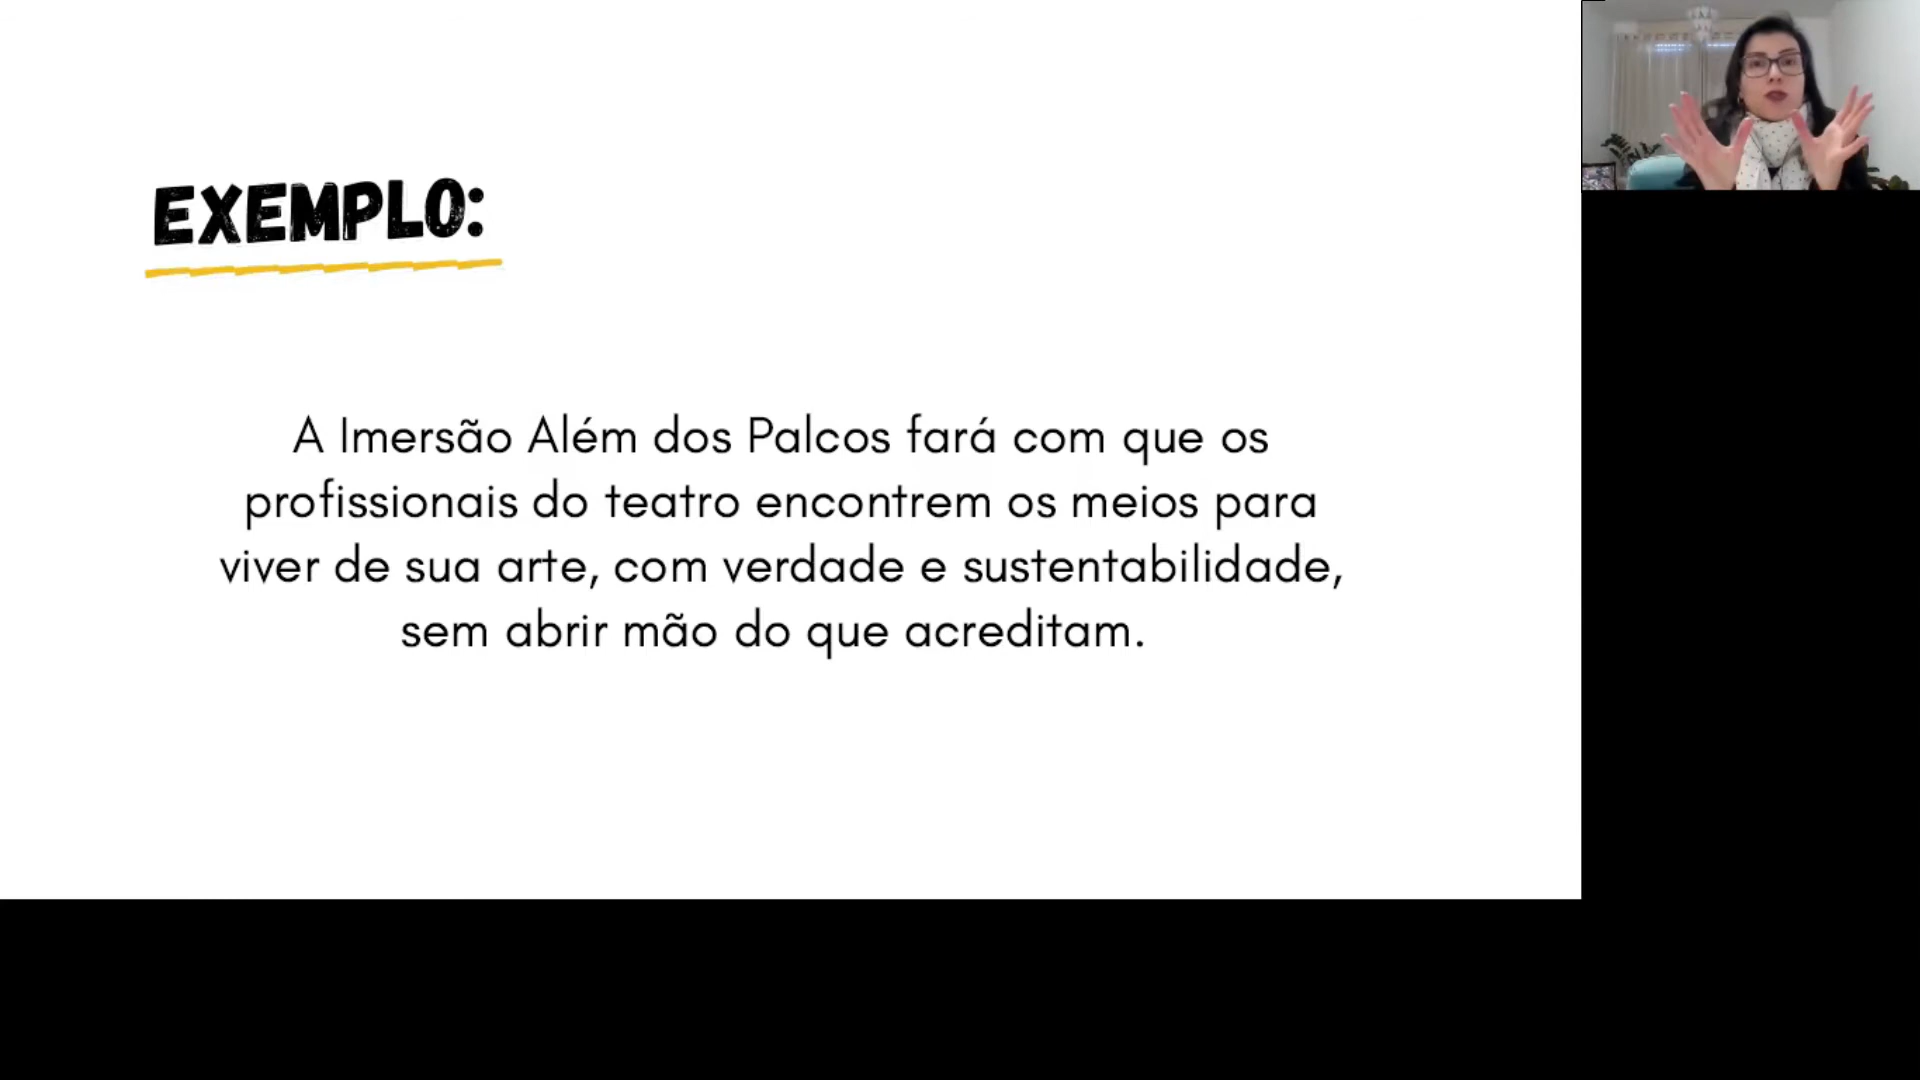 EXEMPLO:
A Imersão Além dos Palcos fará com que os
profissionais do teatro encontrem os meios para
viver de sua arte, com verdade e sustentabilidade,
sem abrir mão do que acreditam.